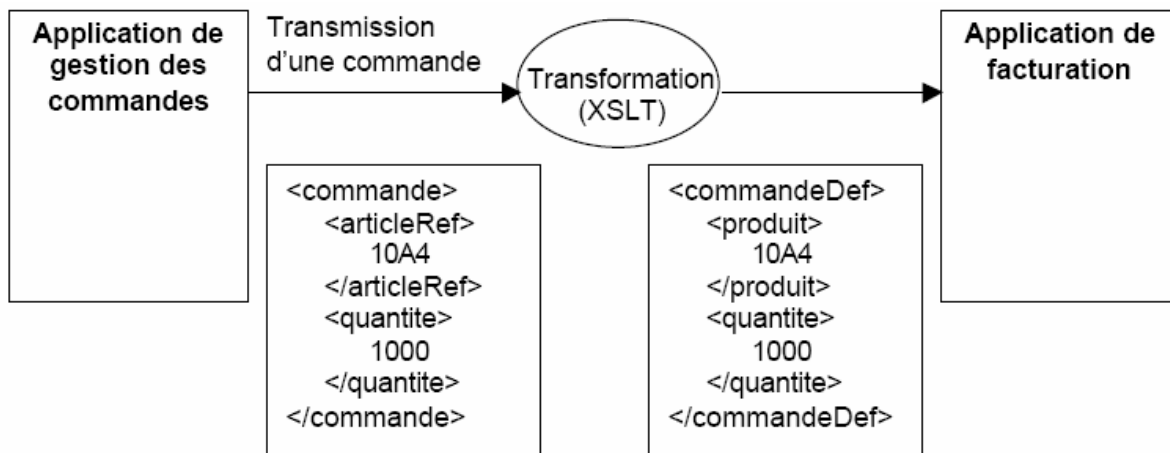 Application de
gestion des
commandes
Transmission
d'une commande
Transformation
(XSLT)
Application de
facturation
<commande>
<articleRef>
10A4
</articleRef>
<quantite>
1000
</quantite>
</commande>
<commandeDef>
<produit>
10A4
</produit>
<quantite>
1000
</quantite>
</commandeDef>